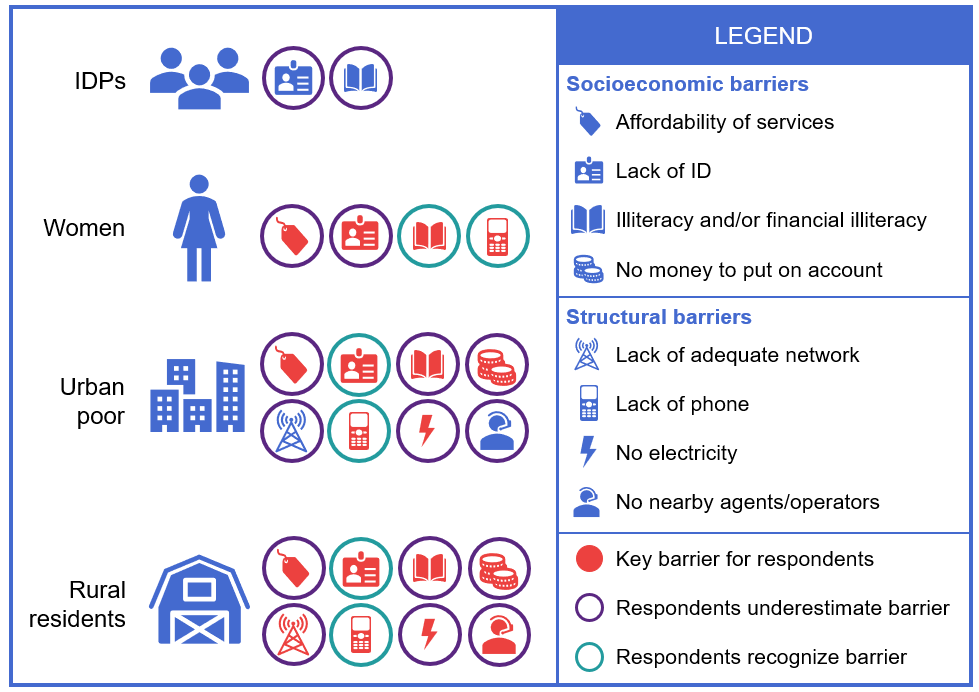 IDPs
Women
Urban
poor
Rural
residents
LEGEND
Socioeconomic barriers
Affordability of services
Lack of ID
Illiteracy and/or financial illiteracy
No money to put on account
Structural barriers
Lack of adequate network
Lack of phone
No electricity
No nearby agents/operators
Key barrier for respondents
Respondents underestimate barrier
Respondents recognize barrier